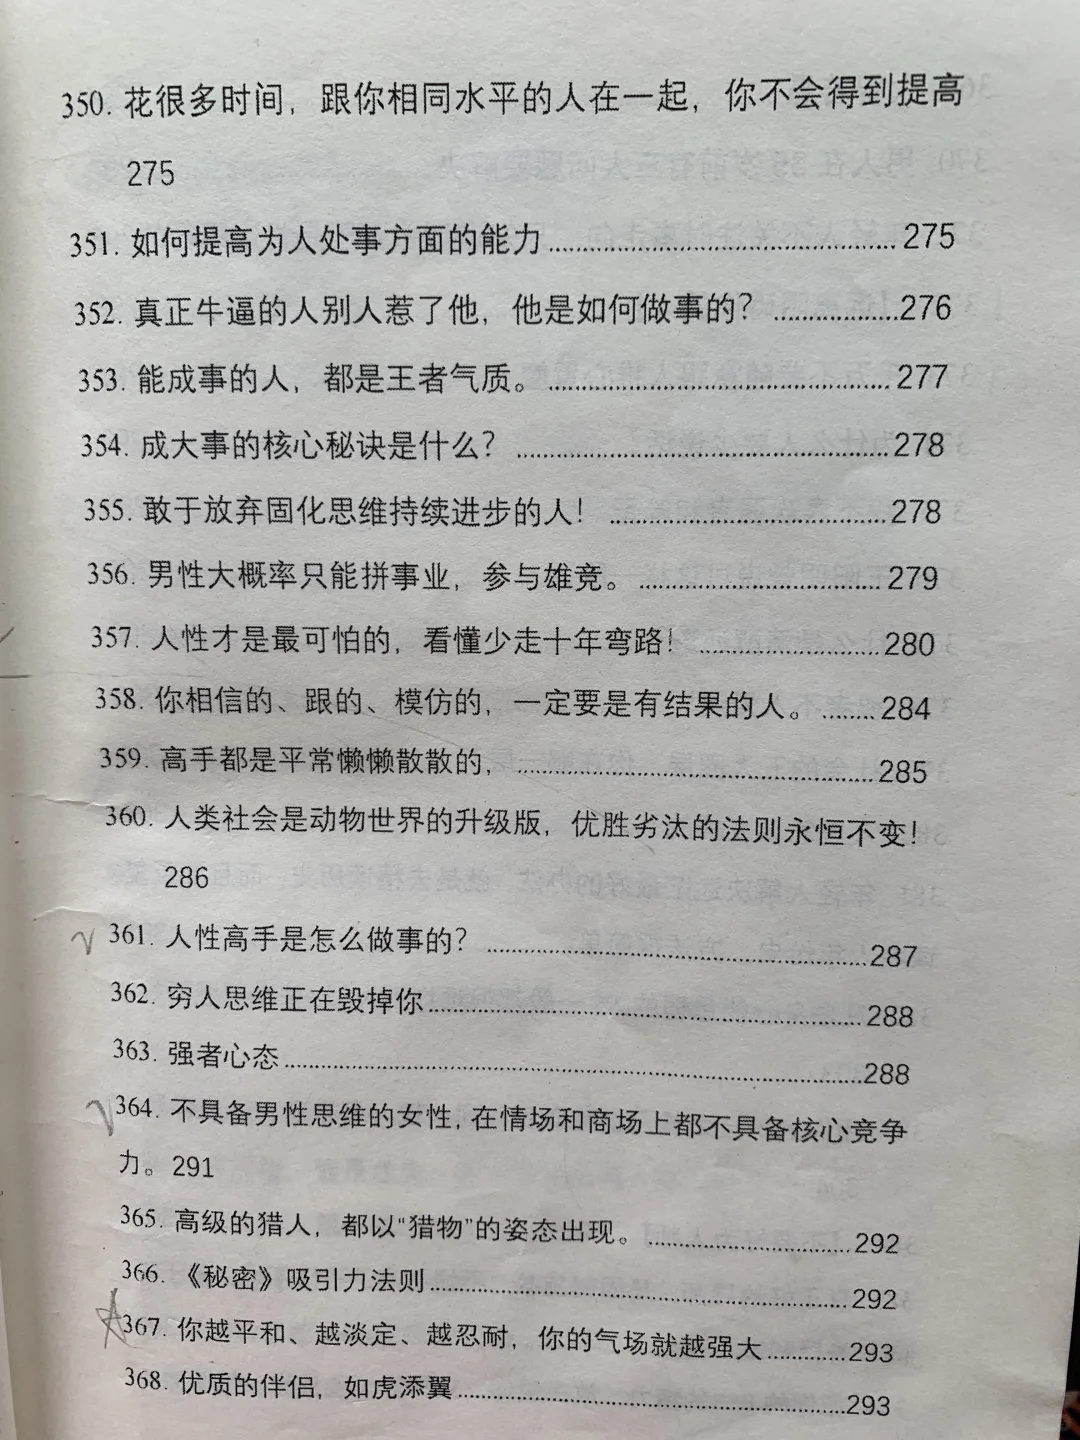 350. 花很多时间，跟你相同水平的人在一起，你不会得到提高
275
351. 如何提高为人处事方面的能力........................................275
352. 真正牛逼的人别人惹了他，他是如何做事的？..............276
353. 能成事的人，都是王者气质。........................................277
354. 成大事的核心秘诀是什么？............................................278
355. 敢于放弃固化思维持续进步的人！................................278
356. 男性大概率只能拼事业，参与雄竞。............................279
357. 人性才是最可怕的，看懂少走十年弯路！.....................280
358. 你相信的、跟的、模仿的，一定要是有结果的人。........284
359. 高手都是平常懒懒散散的，............................................285
360. 人类社会是动物世界的升级版，优胜劣汰的法则永恒不变！
286
361. 人性高手是怎么做事的？................................................287
362. 穷人思维正在毁掉你........................................................288
363. 强者心态............................................................................288
364. 不具备男性思维的女性，在情场和商场上都不具备核心竞争
力。291
365. 高级的猎人，都以“猎物”的姿态出现。........................292
366. 《秘密》吸引力法则........................................................292
367. 你越平和、越淡定、越忍耐，你的气场就越强大............293
368. 优质的伴侣，如虎添翼....................................................293